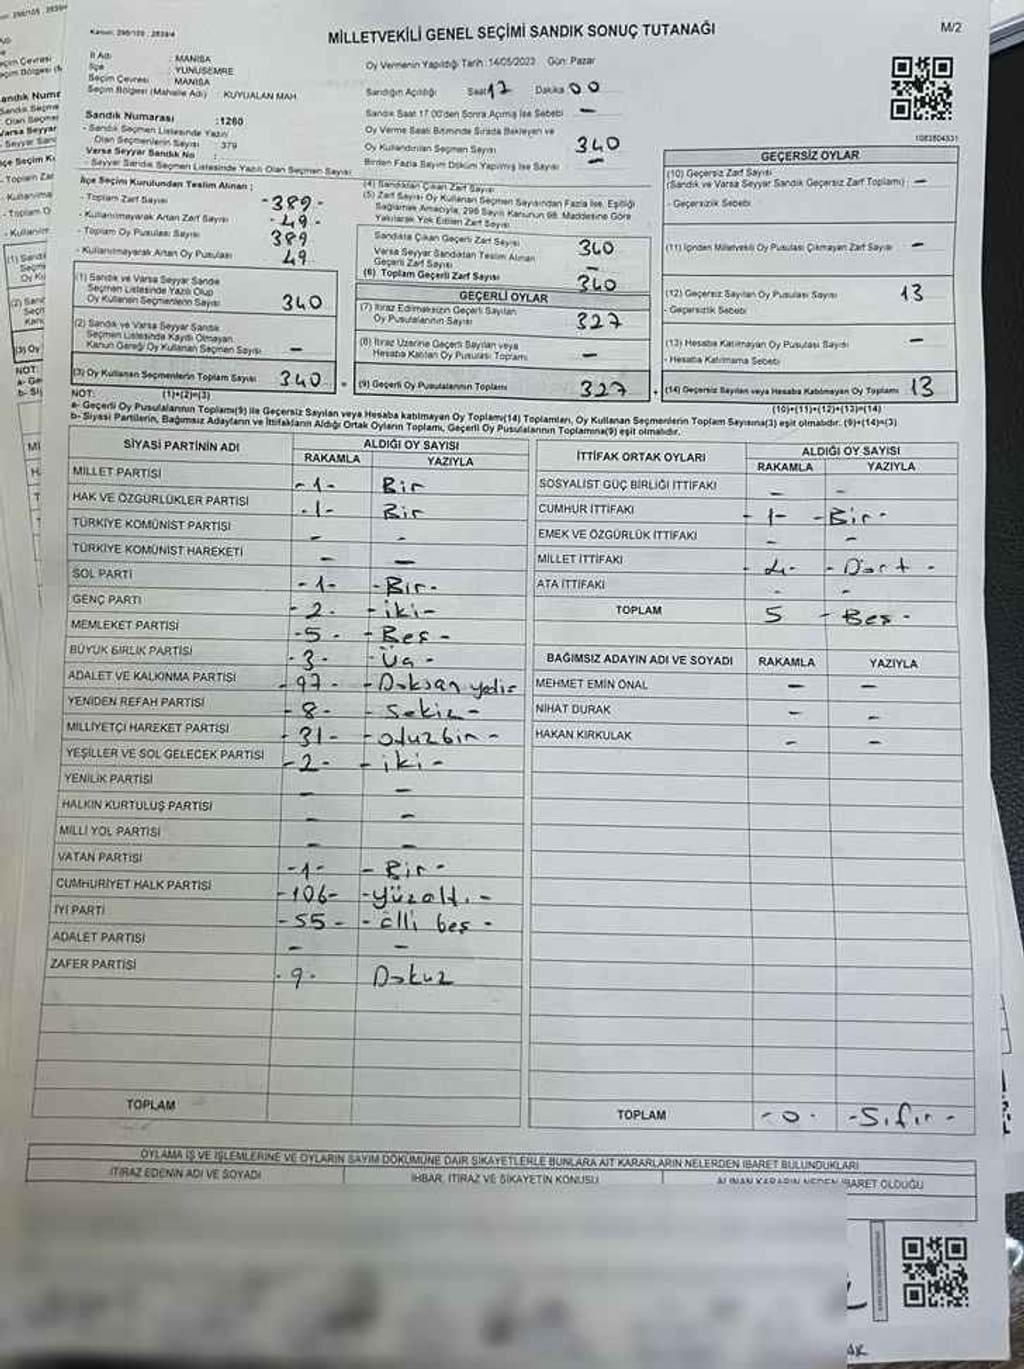 Kanun: 298/105 , 2839/4
MİLLETVEKİLİ GENEL SEÇİMİ SANDIK SONUÇ TUTANAĞI
M/2
İl Adı : MANİSA
İlçe : YUNUSEMRE
Seçim Çevresi : MANİSA
Seçim Bölgesi (Mahalle Adı) : KUYUALAN MAH.
Sandık Numarası :1260
- Sandık Seçmen Listesinde Yazılı
Olan Seçmen Sayısı : 379
Varsa Seyyar Sandık No :
- Seyyar Sandık Seçmen Listesinde Yazılı Olan Seçmen Sayısı :
Oy Vermenin Yapıldığı Tarih: 14/05/2023 Gün: Pazar
Sandığın Açıldığı Saat 17 Dakika 00
Sandık Saat 17:00'den Sonra Açılmış İse Sebebi —
Oy Verme Saati Bitiminde Sırada Bekleyen ve
Oy Kullandırılan Seçmen Sayısı 340
Birden Fazla Sayım Döküm Yapılmış İse Sayısı —
1083804531
İlçe Seçim Kurulundan Teslim Alınan :
- Toplam Zarf Sayısı -389-
- Kullanılmayarak Artan Zarf Sayısı -49-
- Toplam Oy Pusulası Sayısı 389
- Kullanılmayarak Artan Oy Pusulası 49
(1) Sandık ve Varsa Seyyar Sandık
Seçmen Listesinde Yazılı Olup
Oy Kullanan Seçmenlerin Sayısı 340
(2) Sandık ve Varsa Seyyar Sandık
Seçmen Listesinde Kaydı Olmayan,
Kanun Gereği Oy Kullanan Seçmen Sayısı —
(3) Oy Kullanan Seçmenlerin Toplam Sayısı 340
(1)+(2)=(3)
(4) Sandıktan Çıkan Zarf Sayısı
(5) Zarf Sayısı Oy Kullanan Seçmen Sayısından Fazla İse, Eşitliği
Sağlamak Amacıyla, 298 Sayılı Kanunun 98. Maddesine Göre
Yakılarak Yok Edilen Zarf Sayısı
Sandıkta Çıkan Geçerli Zarf Sayısı 340
Varsa Seyyar Sandıktan Teslim Alınan
Geçerli Zarf Sayısı —
(6) Toplam Geçerli Zarf Sayısı 340
GEÇERLİ OYLAR
(7) İtiraz Edilmeksizin Geçerli Sayılan
Oy Pusulalarının Sayısı 327
(8) İtiraz Üzerine Geçerli Sayılan veya
Hesaba Katılan Oy Pusulası Toplamı —
(9) Geçerli Oy Pusulalarının Toplamı 327
GEÇERSİZ OYLAR
(10) Geçersiz Zarf Sayısı
(Sandık ve Varsa Seyyar Sandık Geçersiz Zarf Toplamı) —
- Geçersizlik Sebebi
(11) İçinden Milletvekili Oy Pusulası Çıkmayan Zarf Sayısı —
(12) Geçersiz Sayılan Oy Pusulası Sayısı 13
- Geçersizlik Sebebi
(13) Hesaba Katılmayan Oy Pusulası Sayısı —
- Hesaba Katılmama Sebebi
(14) Geçersiz Sayılan veya Hesaba Katılmayan Oy Toplamı 13
(10)+(11)+(12)+(13)=(14)
NOT:
a- Geçerli Oy Pusulalarının Toplamı(9) ile Geçersiz Sayılan veya Hesaba katılmayan Oy Toplamı(14) Toplamları, Oy Kullanan Seçmenlerin Toplam Sayısına(3) eşit olmalıdır. (9)+(14)=(3)
b- Siyasi Partilerin, Bağımsız Adayların ve İttifakların Aldığı Ortak Oyların Toplamı, Geçerli Oy Pusulalarının Toplamına(9) eşit olmalıdır.
SİYASİ PARTİNİN ADI ALDIĞI OY SAYISI
RAKAMLA YAZIYLA
MİLLET PARTİSİ -1- Bir
HAK VE ÖZGÜRLÜKLER PARTİSİ -1- Bir
TÜRKİYE KOMÜNİST PARTİSİ - -
TÜRKİYE KOMÜNİST HAREKETİ - —
SOL PARTİ -1- -Bir-
GENÇ PARTİ -2- -iki-
MEMLEKET PARTİSİ -5- -Beş-
BÜYÜK BİRLİK PARTİSİ -3- -Üç-
ADALET VE KALKINMA PARTİSİ -97- -Doksan yedi-
YENİDEN REFAH PARTİSİ -8- -Sekiz-
MİLLİYETÇİ HAREKET PARTİSİ -31- -otuzbir-
YEŞİLLER VE SOL GELECEK PARTİSİ -2- -iki-
YENİLİK PARTİSİ - -
HALKIN KURTULUŞ PARTİSİ - -
MİLLİ YOL PARTİSİ - -
VATAN PARTİSİ -1- -Bir-
CUMHURİYET HALK PARTİSİ -106- -Yüzaltı-
İYİ PARTİ -55- -Elli beş-
ADALET PARTİSİ - -
ZAFER PARTİSİ -9- Dokuz
TOPLAM
İTTİFAK ORTAK OYLARI ALDIĞI OY SAYISI
RAKAMLA YAZIYLA
SOSYALİST GÜÇ BİRLİĞİ İTTİFAKI - -
CUMHUR İTTİFAKI -1- -Bir-
EMEK VE ÖZGÜRLÜK İTTİFAKI - -
MİLLET İTTİFAKI -4- -Dört-
ATA İTTİFAKI - -
TOPLAM 5 -Beş-
BAĞIMSIZ ADAYIN ADI VE SOYADI RAKAMLA YAZIYLA
MEHMET EMİN ÖNAL - -
NİHAT DURAK - -
HAKAN KIRKULAK - -
TOPLAM -0- -Sıfır-
OYLAMA İŞ VE İŞLEMLERİNE VE OYLARIN SAYIM DÖKÜMÜNE DAİR ŞİKAYETLERLE BUNLARA AİT KARARLARIN NELERDEN İBARET BULUNDUKLARI
İTİRAZ EDENİN ADI VE SOYADI İHBAR, İTİRAZ VE ŞİKAYETİN KONUSU ALINAN KARARIN NEDEN İBARET OLDUĞU